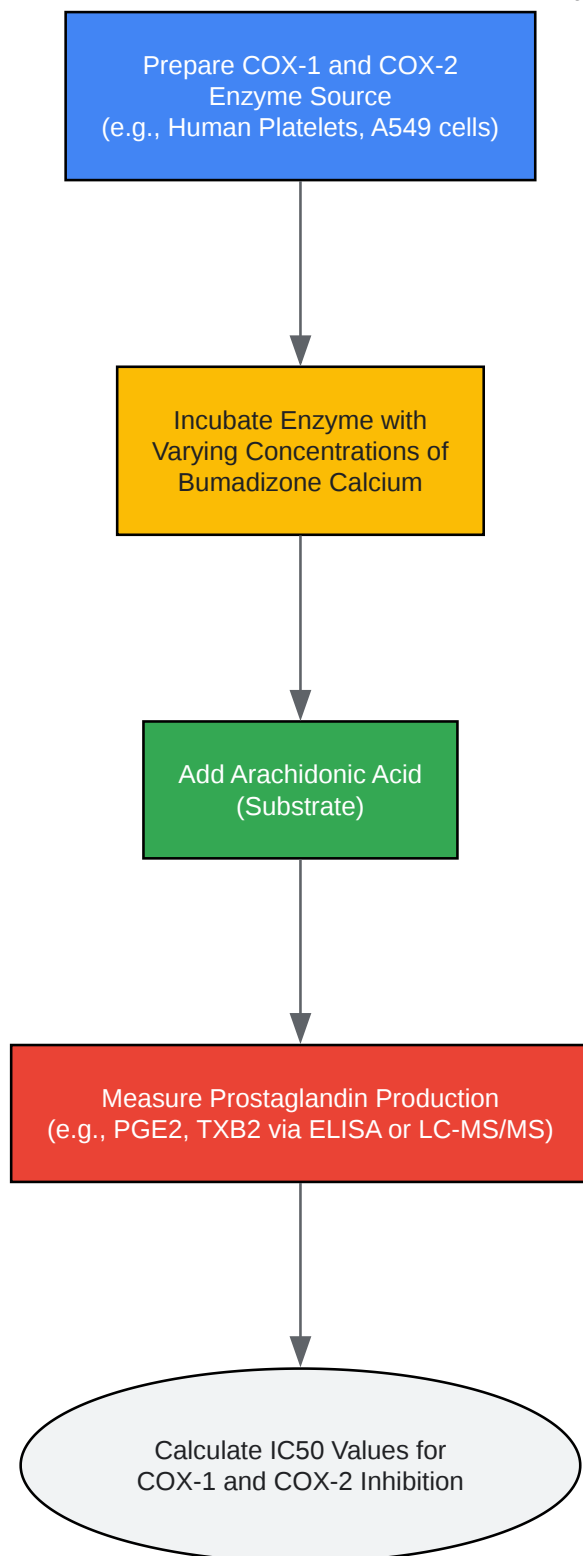 Prepare COX-1 and COX-2
Enzyme Source
(e.g., Human Platelets, A549 cells)
Incubate Enzyme with
Varying Concentrations of
Bumadizone Calcium
Add Arachidonic Acid
(Substrate)
Measure Prostaglandin Production
(e.g., PGE2, TXB2 via ELISA or LC-MS/MS)
Calculate IC50 Values for
COX-1 and COX-2 Inhibition